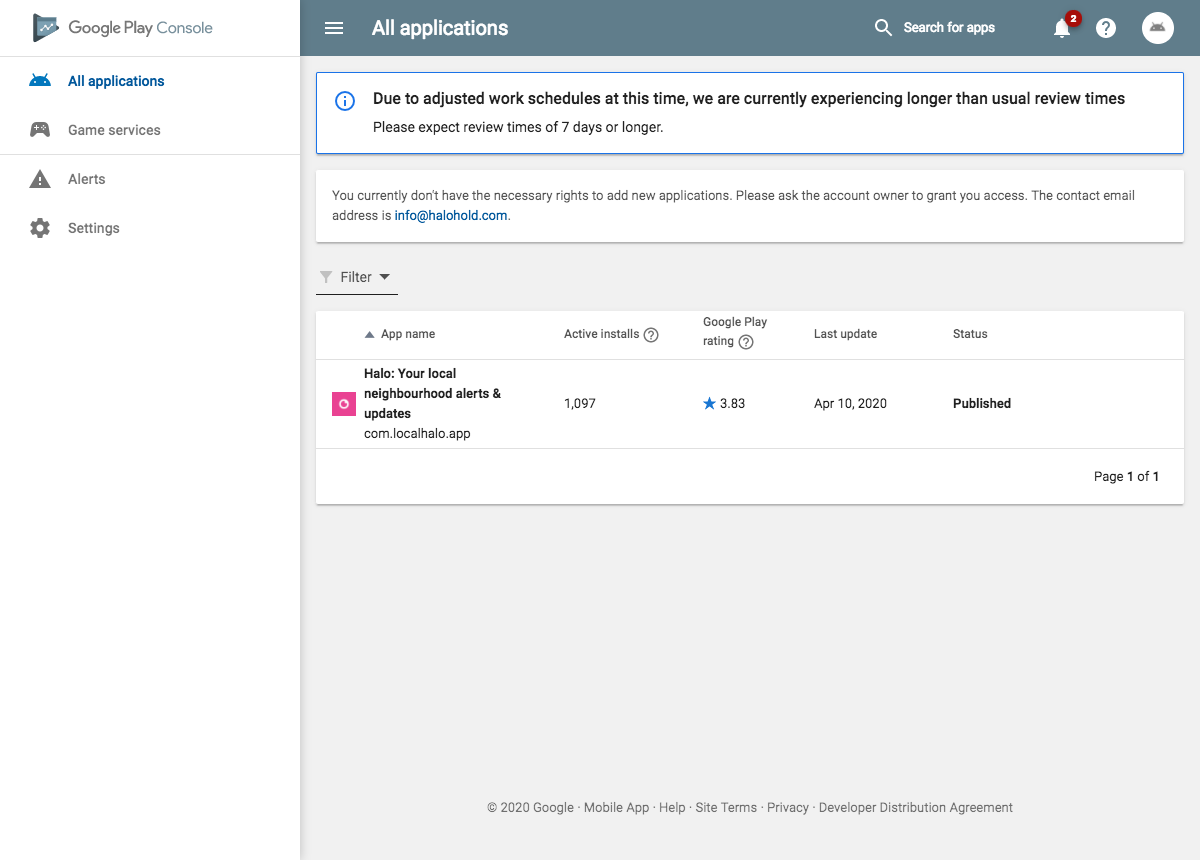 Google Play Console
All applications
Game services
Alerts
Settings
All applications
Search for apps
2
Due to adjusted work schedules at this time, we are currently experiencing longer than usual review times
Please expect review times of 7 days or longer.
You currently don't have the necessary rights to add new applications. Please ask the account owner to grant you access. The contact email
address is info@halohold.com.
Filter
App name
Active installs
Google Play
rating
Last update
Status
Halo: Your local
neighbourhood alerts &
updates
com.localhalo.app
1,097
3.83
Apr 10, 2020
Published
Page 1 of 1
© 2020 Google · Mobile App · Help · Site Terms · Privacy · Developer Distribution Agreement